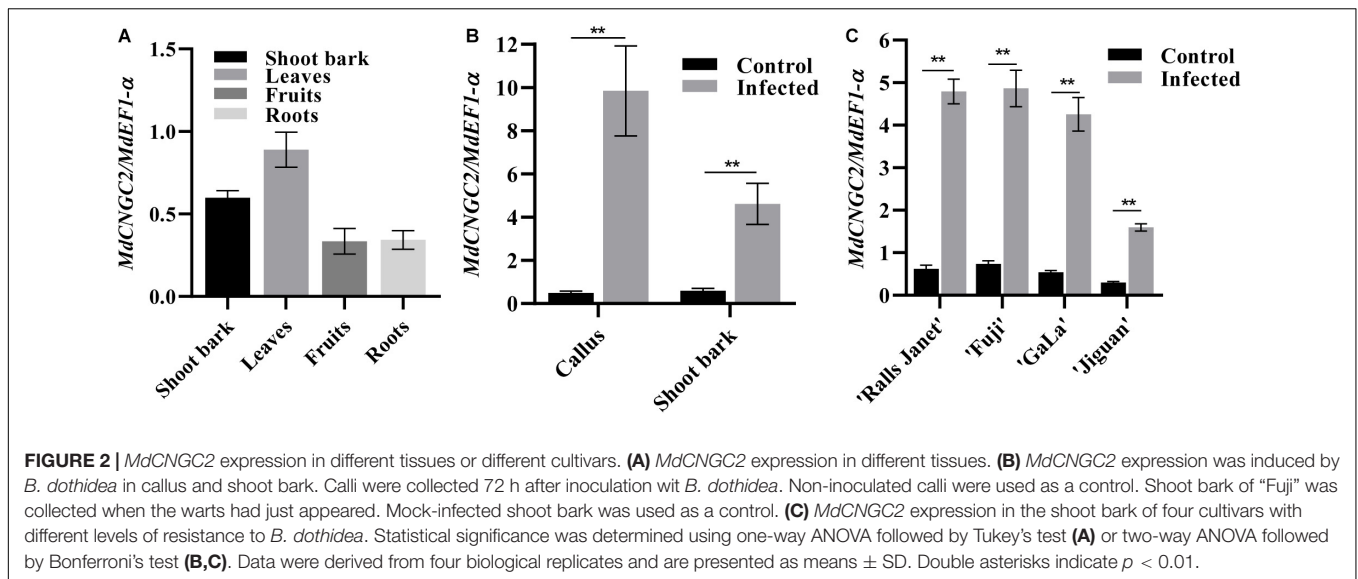 A
MdCNGC2/MdEF1-α
1.5
1.0
0.5
0.0
Shoot bark
Leaves
Fruits
Roots
Shoot bark
Leaves
Fruits
Roots
B
MdCNGC2/MdEF1-α
12
10
8
6
4
2
0
**
**
Control
Infected
Callus
Shoot bark
C
MdCNGC2/MdEF1-α
6
5
4
3
2
1
0
**
**
**
**
Control
Infected
'Ralls Janet'
'Fuji'
'GaLa'
'Jiguan'
FIGURE 2 | MdCNGC2 expression in different tissues or different cultivars. (A) MdCNGC2 expression in different tissues. (B) MdCNGC2 expression was induced by
B. dothidea in callus and shoot bark. Calli were collected 72 h after inoculation wit B. dothidea. Non-inoculated calli were used as a control. Shoot bark of “Fuji” was
collected when the warts had just appeared. Mock-infected shoot bark was used as a control. (C) MdCNGC2 expression in the shoot bark of four cultivars with
different levels of resistance to B. dothidea. Statistical significance was determined using one-way ANOVA followed by Tukey's test (A) or two-way ANOVA followed
by Bonferroni's test (B,C). Data were derived from four biological replicates and are presented as means ± SD. Double asterisks indicate p < 0.01.